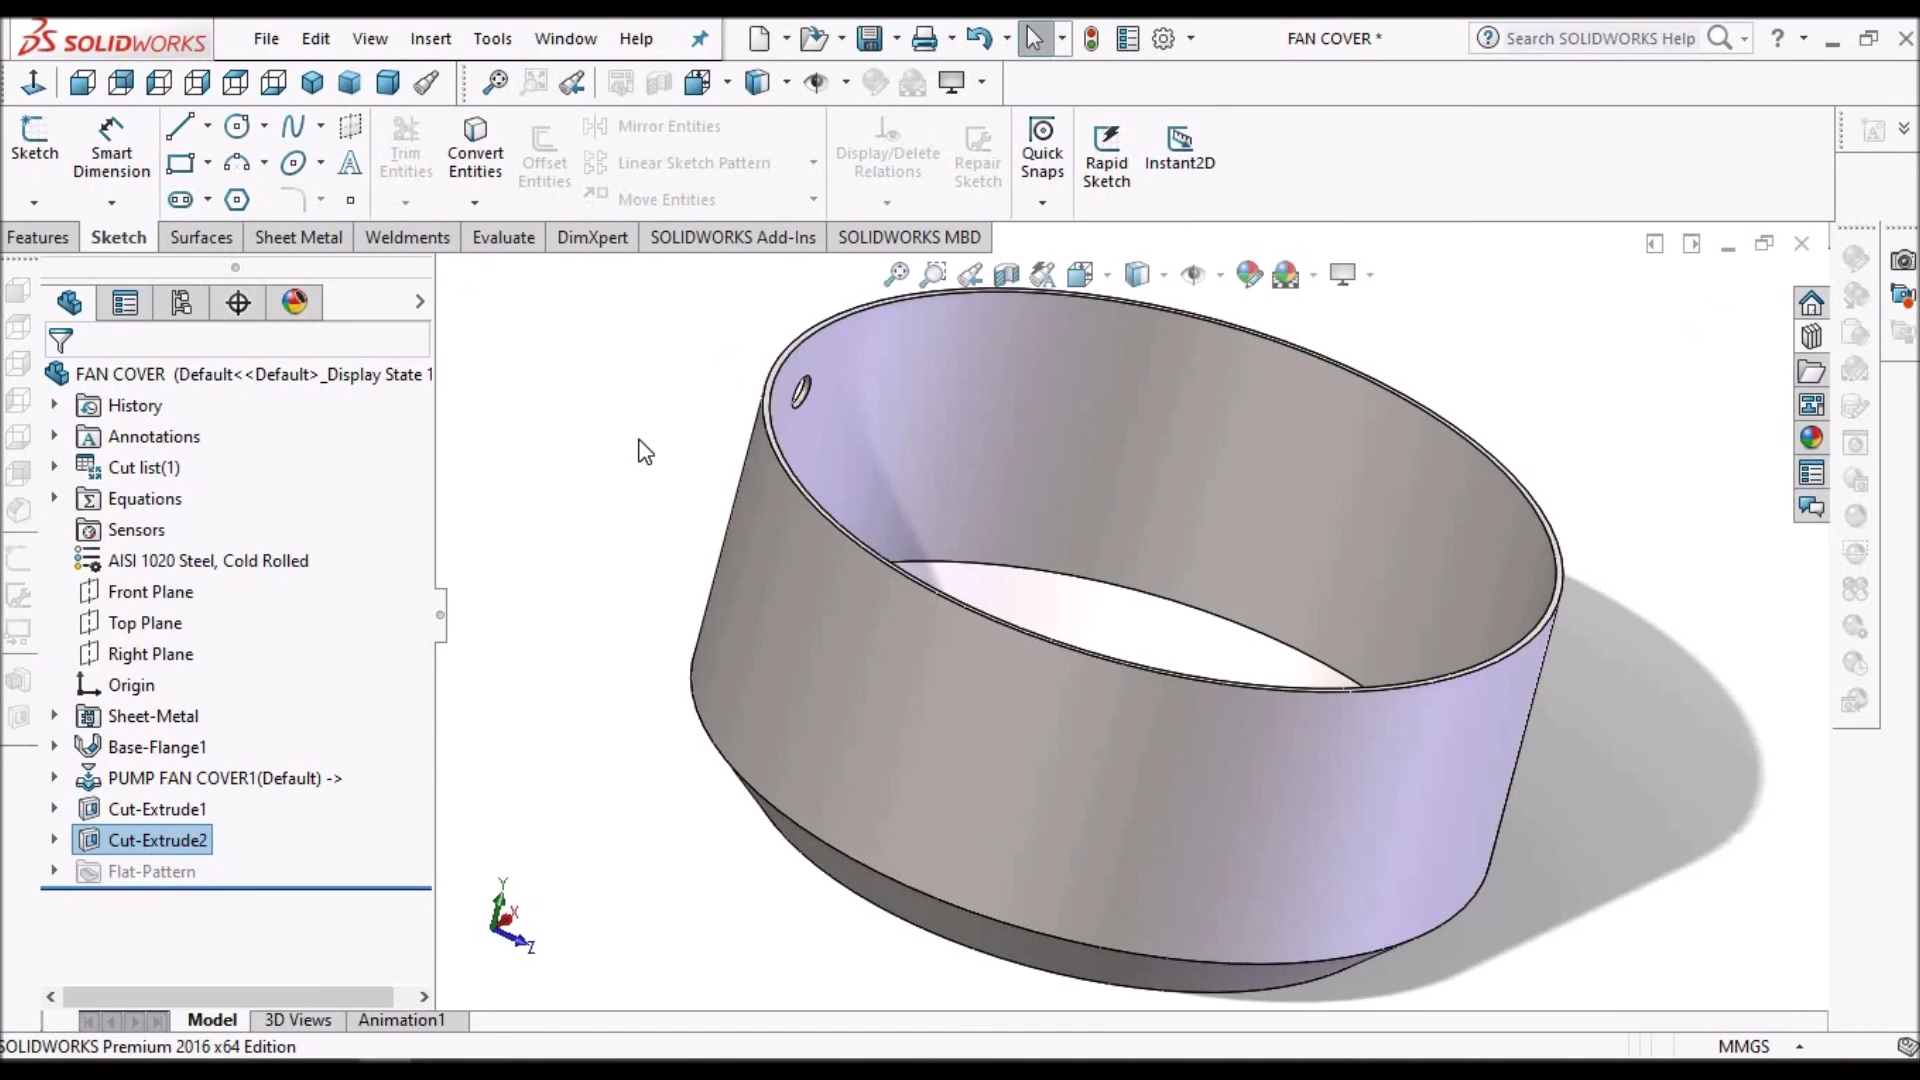 SOLIDWORKS File Edit View Insert Tools Window Help FAN COVER * Search SOLIDWORKS Help
Sketch Smart Dimension Trim Entities Convert Entities Offset Entities Mirror Entities Display/Delete Relations Repair Sketch Quick Snaps Rapid Sketch Instant2D
Linear Sketch Pattern
Move Entities
Features Sketch Surfaces Sheet Metal Weldments Evaluate DimXpert SOLIDWORKS Add-Ins SOLIDWORKS MBD
FAN COVER (Default<<Default>_Display State 1
History
Annotations
Cut list(1)
Equations
Sensors
AISI 1020 Steel, Cold Rolled
Front Plane
Top Plane
Right Plane
Origin
Sheet-Metal
Base-Flange1
PUMP FAN COVER1(Default) ->
Cut-Extrude1
Cut-Extrude2
Flat-Pattern
Y
X
Z
Model 3D Views Animation1
SOLIDWORKS Premium 2016 x64 Edition MMGS